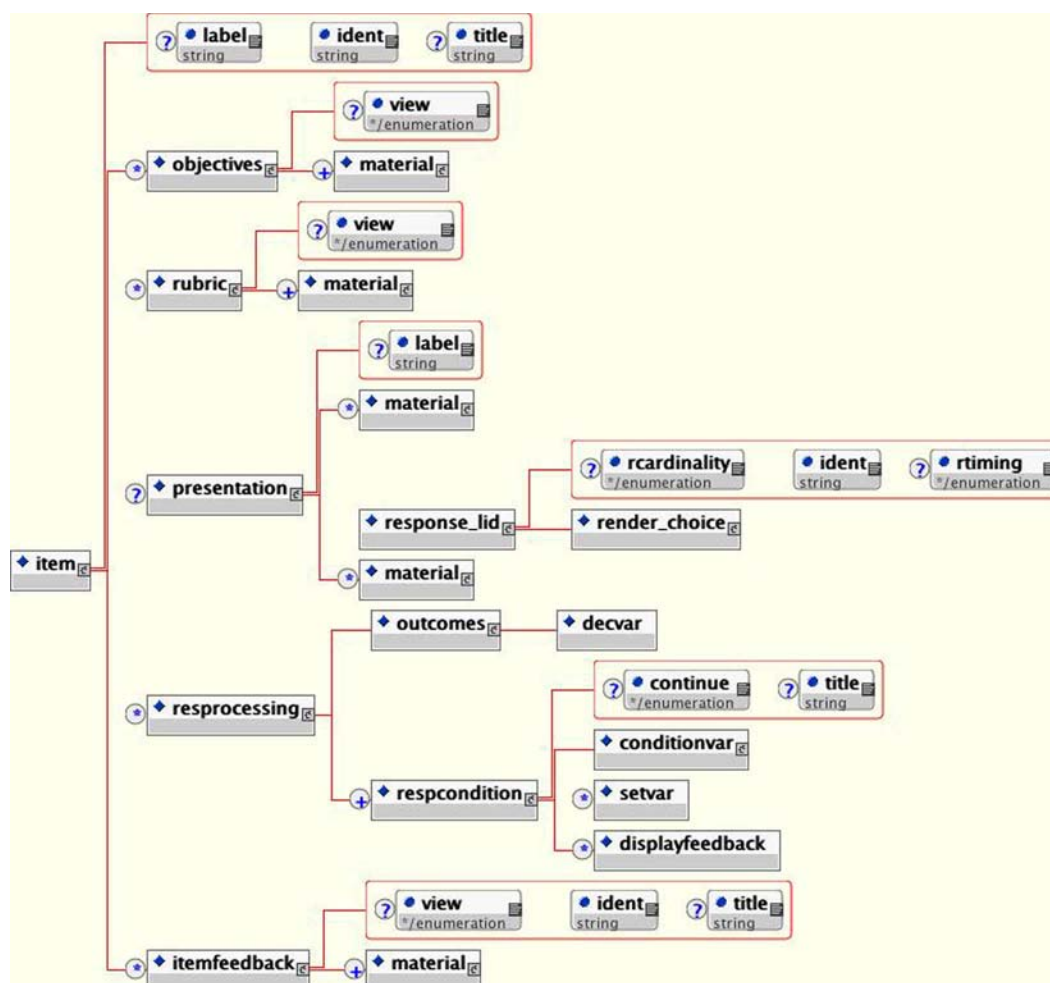 ? label ident ? title
string string string
? view
*/enumeration
* objectives + material
? view
*/enumeration
* rubric + material
? label
string
* material
? rcardinality ident ? rtiming
*/enumeration string */enumeration
? presentation
response_lid render_choice
item
* material
outcomes decvar
? continue ? title
*/enumeration string
* resprocessing
conditionvar
+ respcondition * setvar
* displayfeedback
? view ident ? title
*/enumeration string string
* itemfeedback + material